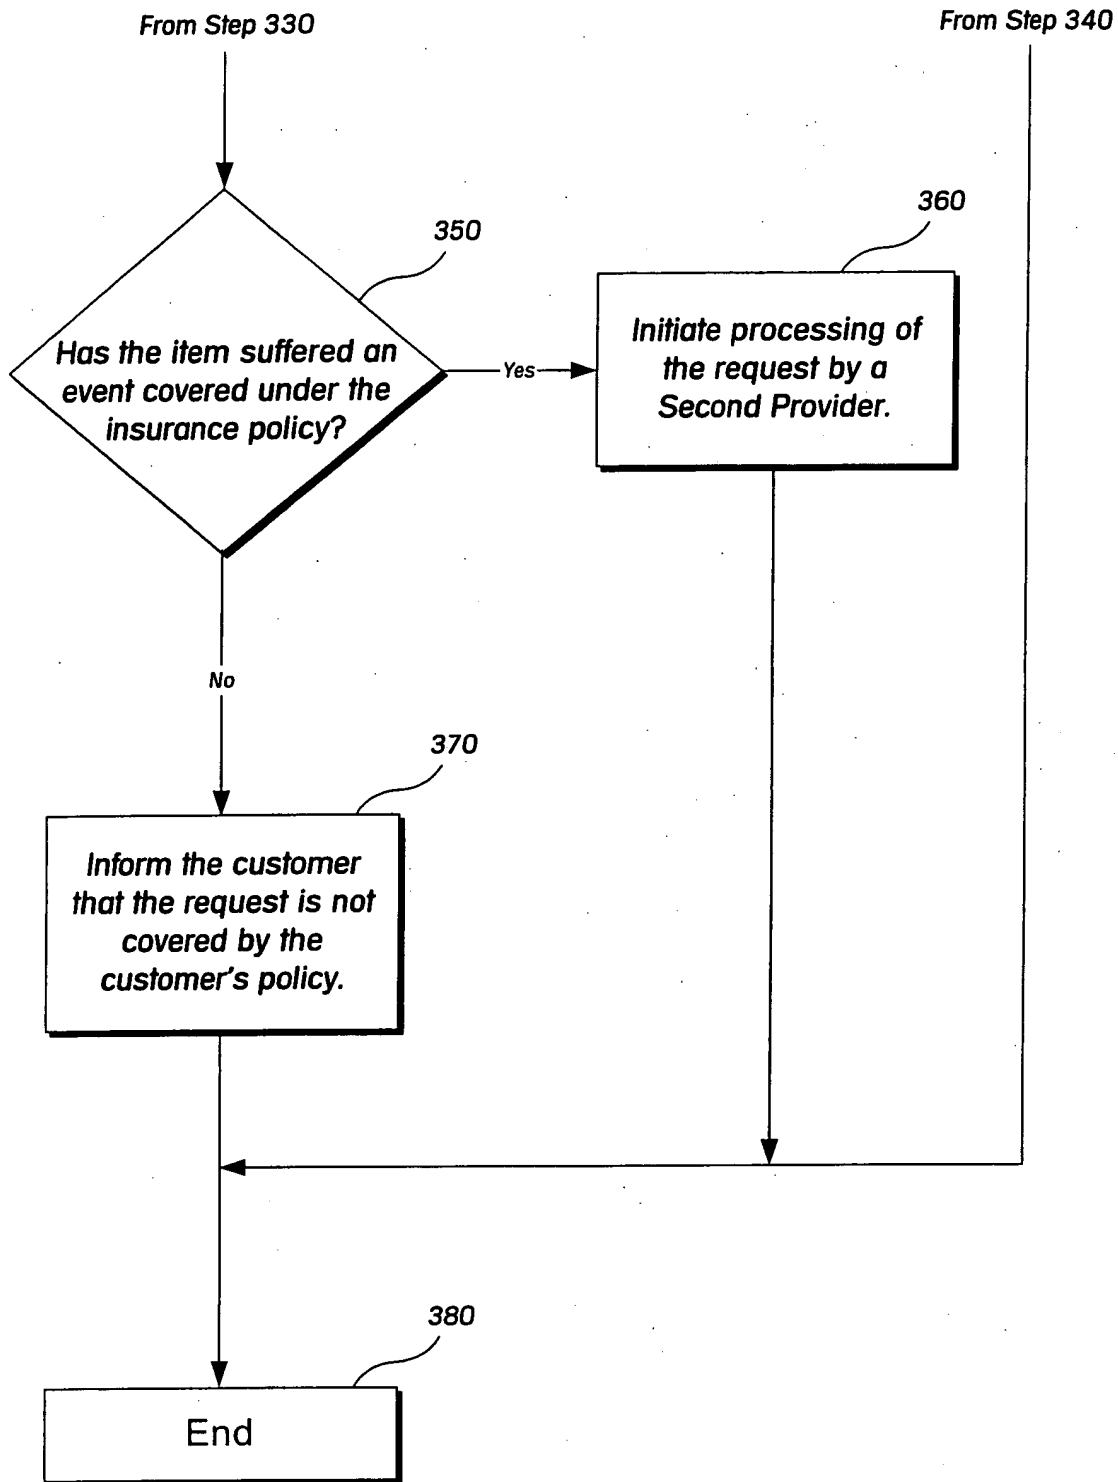 From Step 330
From Step 340
350
360
Has the item suffered an
event covered under the
insurance policy?
Yes
Initiate processing of
the request by a
Second Provider.
No
370
Inform the customer
that the request is not
covered by the
customer's policy.
380
End